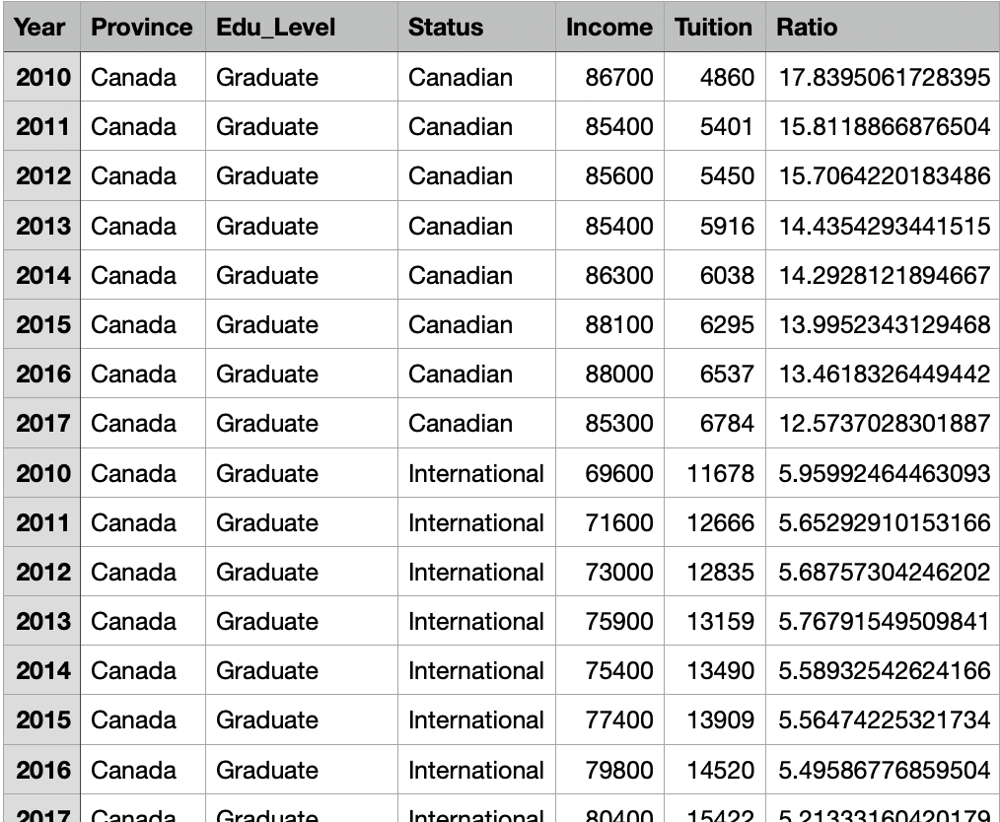 Year Province Edu_Level Status Income Tuition Ratio
2010 Canada Graduate Canadian 86700 4860 17.8395061728395
2011 Canada Graduate Canadian 85400 5401 15.8118866876504
2012 Canada Graduate Canadian 85600 5450 15.7064220183486
2013 Canada Graduate Canadian 85400 5916 14.4354293441515
2014 Canada Graduate Canadian 86300 6038 14.2928121894667
2015 Canada Graduate Canadian 88100 6295 13.9952343129468
2016 Canada Graduate Canadian 88000 6537 13.4618326449442
2017 Canada Graduate Canadian 85300 6784 12.5737028301887
2010 Canada Graduate International 69600 11678 5.95992464463093
2011 Canada Graduate International 71600 12666 5.65292910153166
2012 Canada Graduate International 73000 12835 5.68757304246202
2013 Canada Graduate International 75900 13159 5.76791549509841
2014 Canada Graduate International 75400 13490 5.58932542624166
2015 Canada Graduate International 77400 13909 5.56474225321734
2016 Canada Graduate International 79800 14520 5.49586776859504
2017 Canada Graduate International 80400 15422 5.21333160420179